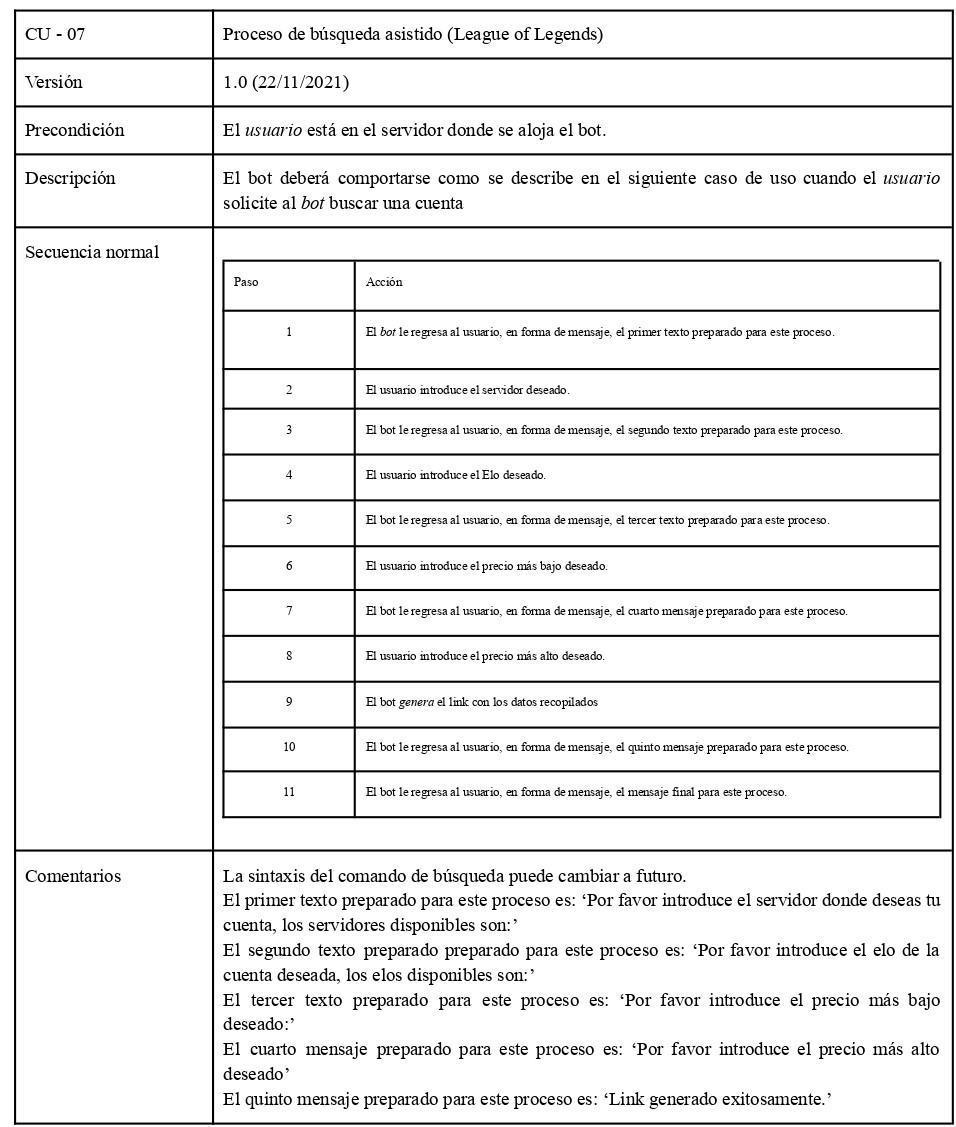 CU - 07
Proceso de búsqueda asistido (League of Legends)
Versión
1.0 (22/11/2021)
Precondición
El usuario está en el servidor donde se aloja el bot.
Descripción
El bot deberá comportarse como se describe en el siguiente caso de uso cuando el usuario
solicite al bot buscar una cuenta
Secuencia normal
Paso
Acción
1
El bot le regresa al usuario, en forma de mensaje, el primer texto preparado para este proceso.
2
El usuario introduce el servidor deseado.
3
El bot le regresa al usuario, en forma de mensaje, el segundo texto preparado para este proceso.
4
El usuario introduce el Elo deseado.
5
El bot le regresa al usuario, en forma de mensaje, el tercer texto preparado para este proceso.
6
El usuario introduce el precio más bajo deseado.
7
El bot le regresa al usuario, en forma de mensaje, el cuarto mensaje preparado para este proceso.
8
El usuario introduce el precio más alto deseado.
9
El bot genera el link con los datos recopilados
10
El bot le regresa al usuario, en forma de mensaje, el quinto mensaje preparado para este proceso.
11
El bot le regresa al usuario, en forma de mensaje, el mensaje final para este proceso.
Comentarios
La sintaxis del comando de búsqueda puede cambiar a futuro.
El primer texto preparado para este proceso es: ‘Por favor introduce el servidor donde deseas tu
cuenta, los servidores disponibles son:’
El segundo texto preparado preparado para este proceso es: ‘Por favor introduce el elo de la
cuenta deseada, los elos disponibles son:’
El tercer texto preparado para este proceso es: ‘Por favor introduce el precio más bajo
deseado:’
El cuarto mensaje preparado para este proceso es: ‘Por favor introduce el precio más alto
deseado’
El quinto mensaje preparado para este proceso es: ‘Link generado exitosamente.’